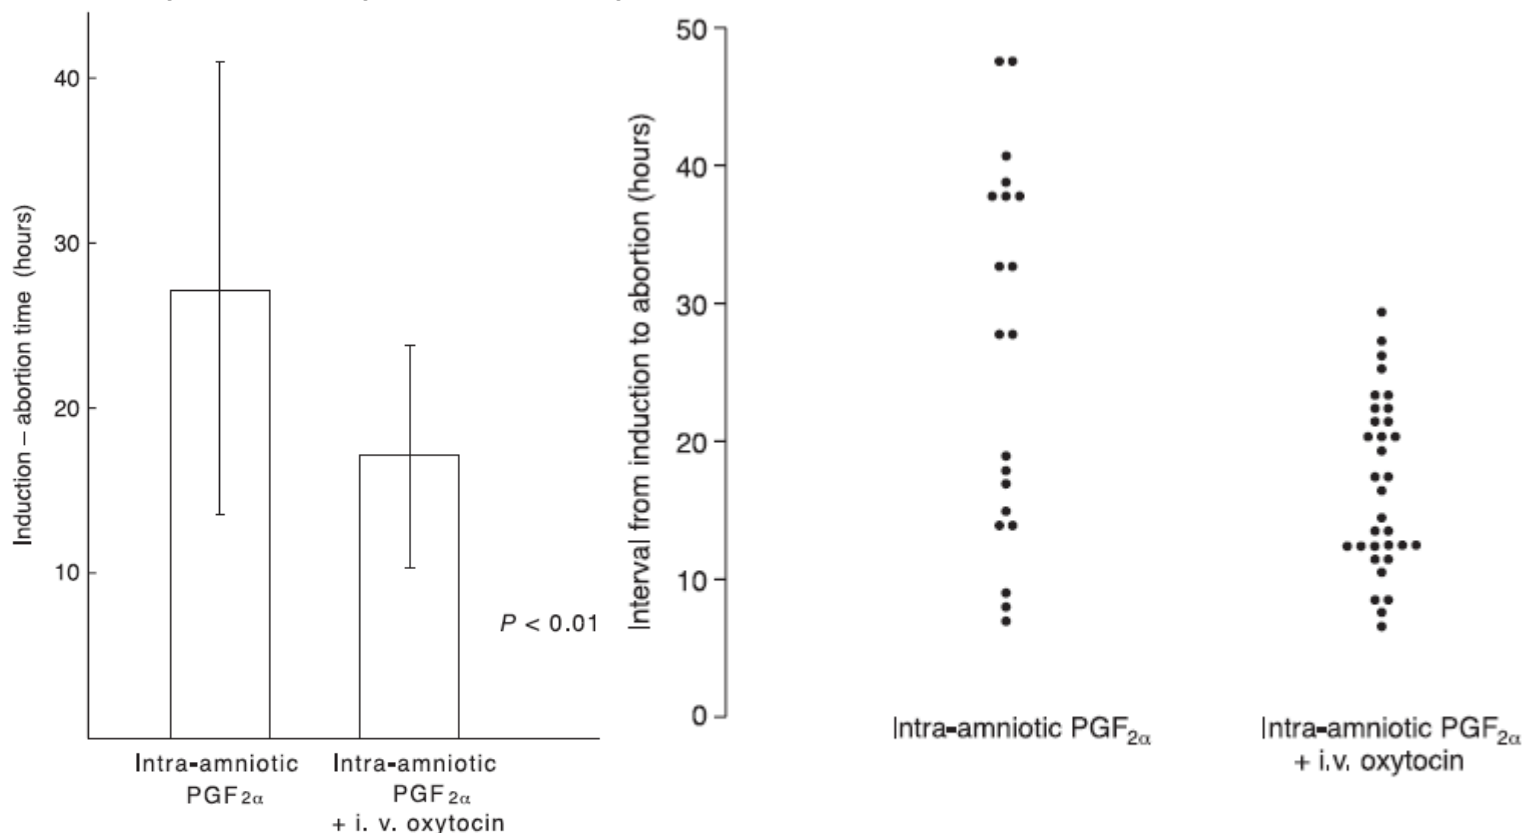 40
30
20
10
Induction – abortion time (hours)
P < 0.01
Intra-amniotic
PGF2α
Intra-amniotic
PGF2α
+ i. v. oxytocin
50
40
30
20
10
0
Interval from induction to abortion (hours)
Intra-amniotic PGF2α
Intra-amniotic PGF2α
+ i.v. oxytocin